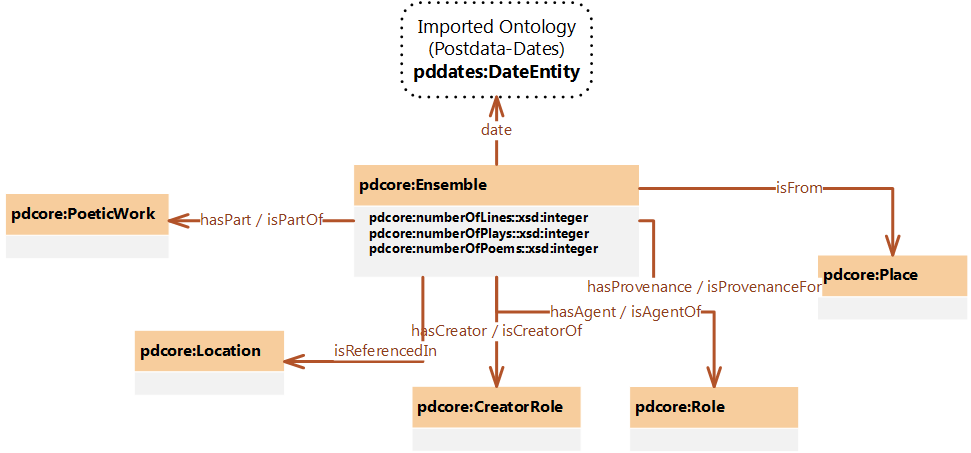 Imported Ontology
(Postdata-Dates)
pddates:DateEntity
date
pdcore:Ensemble
isFrom
pdcore:PoeticWork
hasPart / isPartOf
pdcore:numberOfLines::xsd:integer
pdcore:numberOfPlays::xsd:integer
pdcore:numberOfPoems::xsd:integer
pdcore:Place
hasProvenance / isProvenanceFor
hasAgent / isAgentOf
hasCreator / isCreatorOf
pdcore:Location
isReferencedIn
pdcore:CreatorRole
pdcore:Role